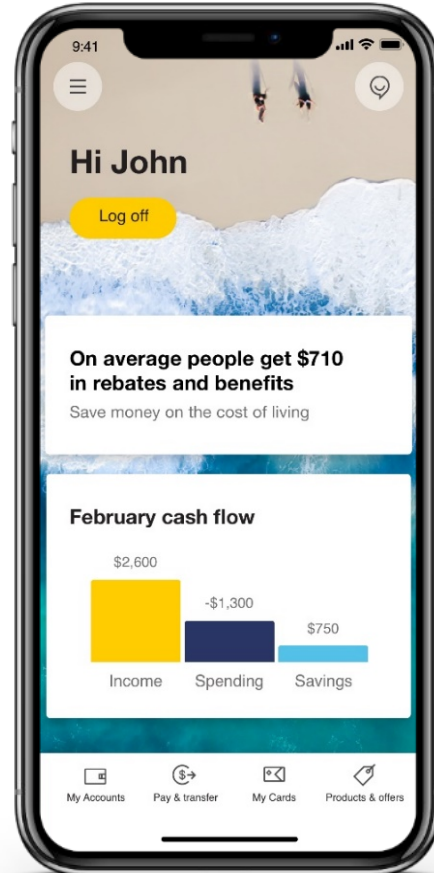 9:41
Hi John
Log off
On average people get $710
in rebates and benefits
Save money on the cost of living
February cash flow
$2,600
-$1,300
$750
Income Spending Savings
My Accounts Pay & transfer My Cards Products & offers